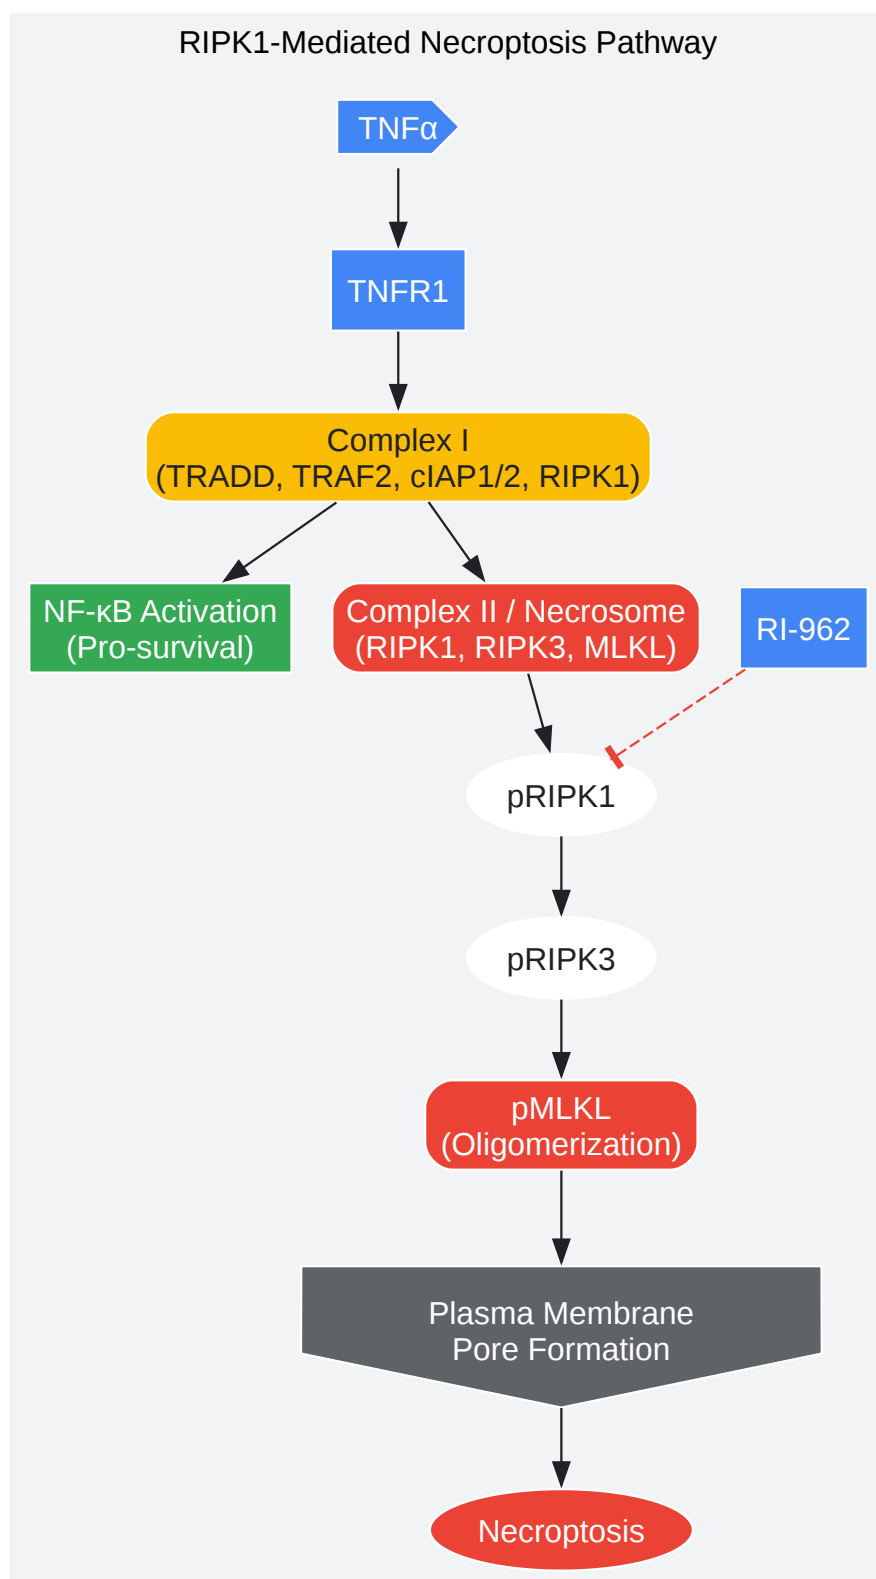 RIPK1-Mediated Necroptosis Pathway
TNFα
TNFR1
Complex I
(TRADD, TRAF2, cIAP1/2, RIPK1)
NF-κB Activation
(Pro-survival)
Complex II / Necrosome
(RIPK1, RIPK3, MLKL)
RI-962
pRIPK1
pRIPK3
pMLKL
(Oligomerization)
Plasma Membrane
Pore Formation
Necroptosis